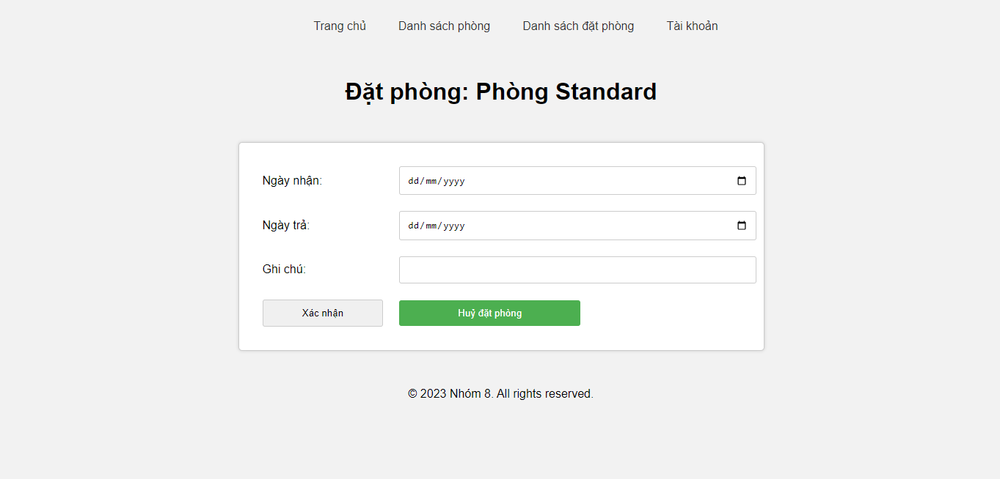 Trang chủ Danh sách phòng Danh sách đặt phòng Tài khoản
Đặt phòng: Phòng Standard
Ngày nhận: dd/mm/yyyy
Ngày trả: dd/mm/yyyy
Ghi chú:
Xác nhận Huỷ đặt phòng
© 2023 Nhóm 8. All rights reserved.